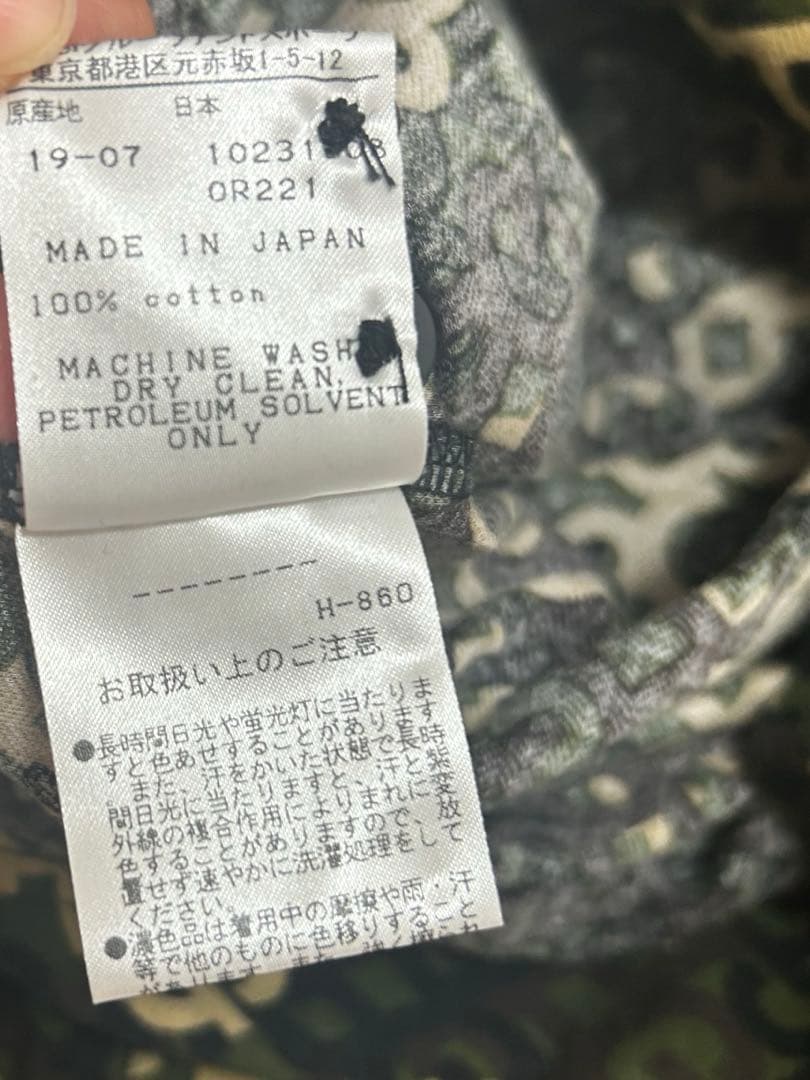 東京都港区元赤坂1-5-12
原産地 日本
19-07
OR221
MADE IN JAPAN
100% cotton
MACHINE WASH
DRY CLEAN,
PETROLEUM SOLVENT
ONLY
--------
H-860
お取扱い上のご注意
●長時間日光や蛍光灯に当たりま
すと色あせすることがあります
。また、汗をかいた状態で長時
間日光に当たりますと、汗と紫
外線の複合作用によりまれに変
色することがありますので、放
置せず速やかに洗濯処理をして
ください。
●濃色品は着用中の摩擦や雨・汗
等で他のものに色移りすること
があります。また